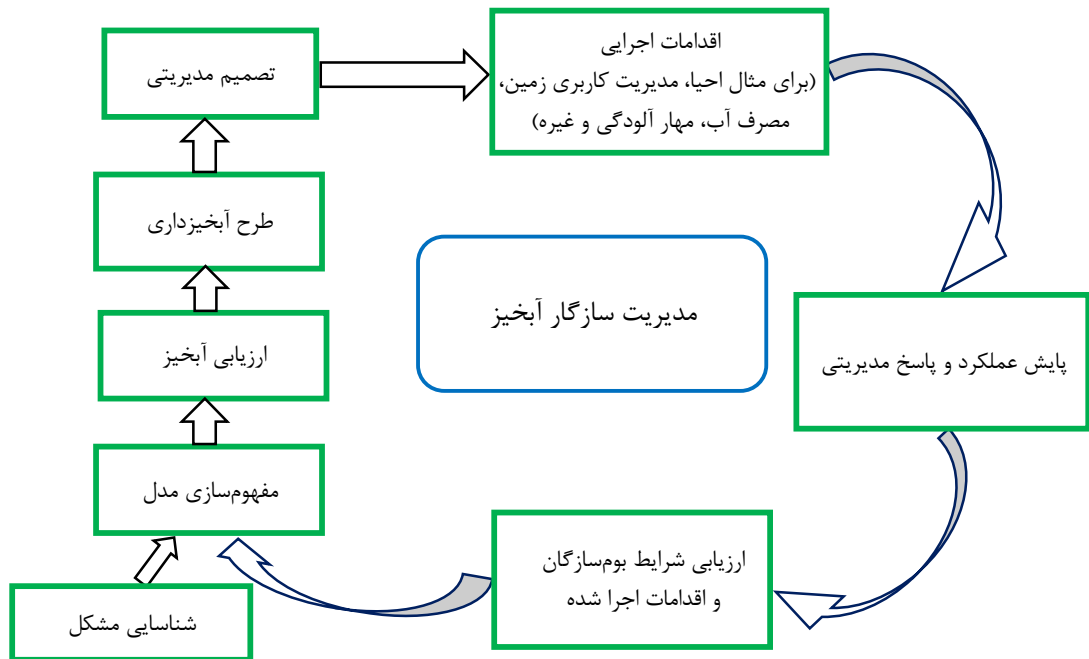 اقدامات اجرایی
(برای مثال احیا، مدیریت کاربری زمین،
مصرف آب، مهار آلودگی و غیره)
تصمیم مدیریتی
طرح آبخیزداری
مدیریت سازگار آبخیز
ارزیابی آبخیز
پایش عملکرد و پاسخ مدیریتی
مفهوم‌سازی مدل
ارزیابی شرایط بوم‌سازگان
و اقدامات اجرا شده
شناسایی مشکل